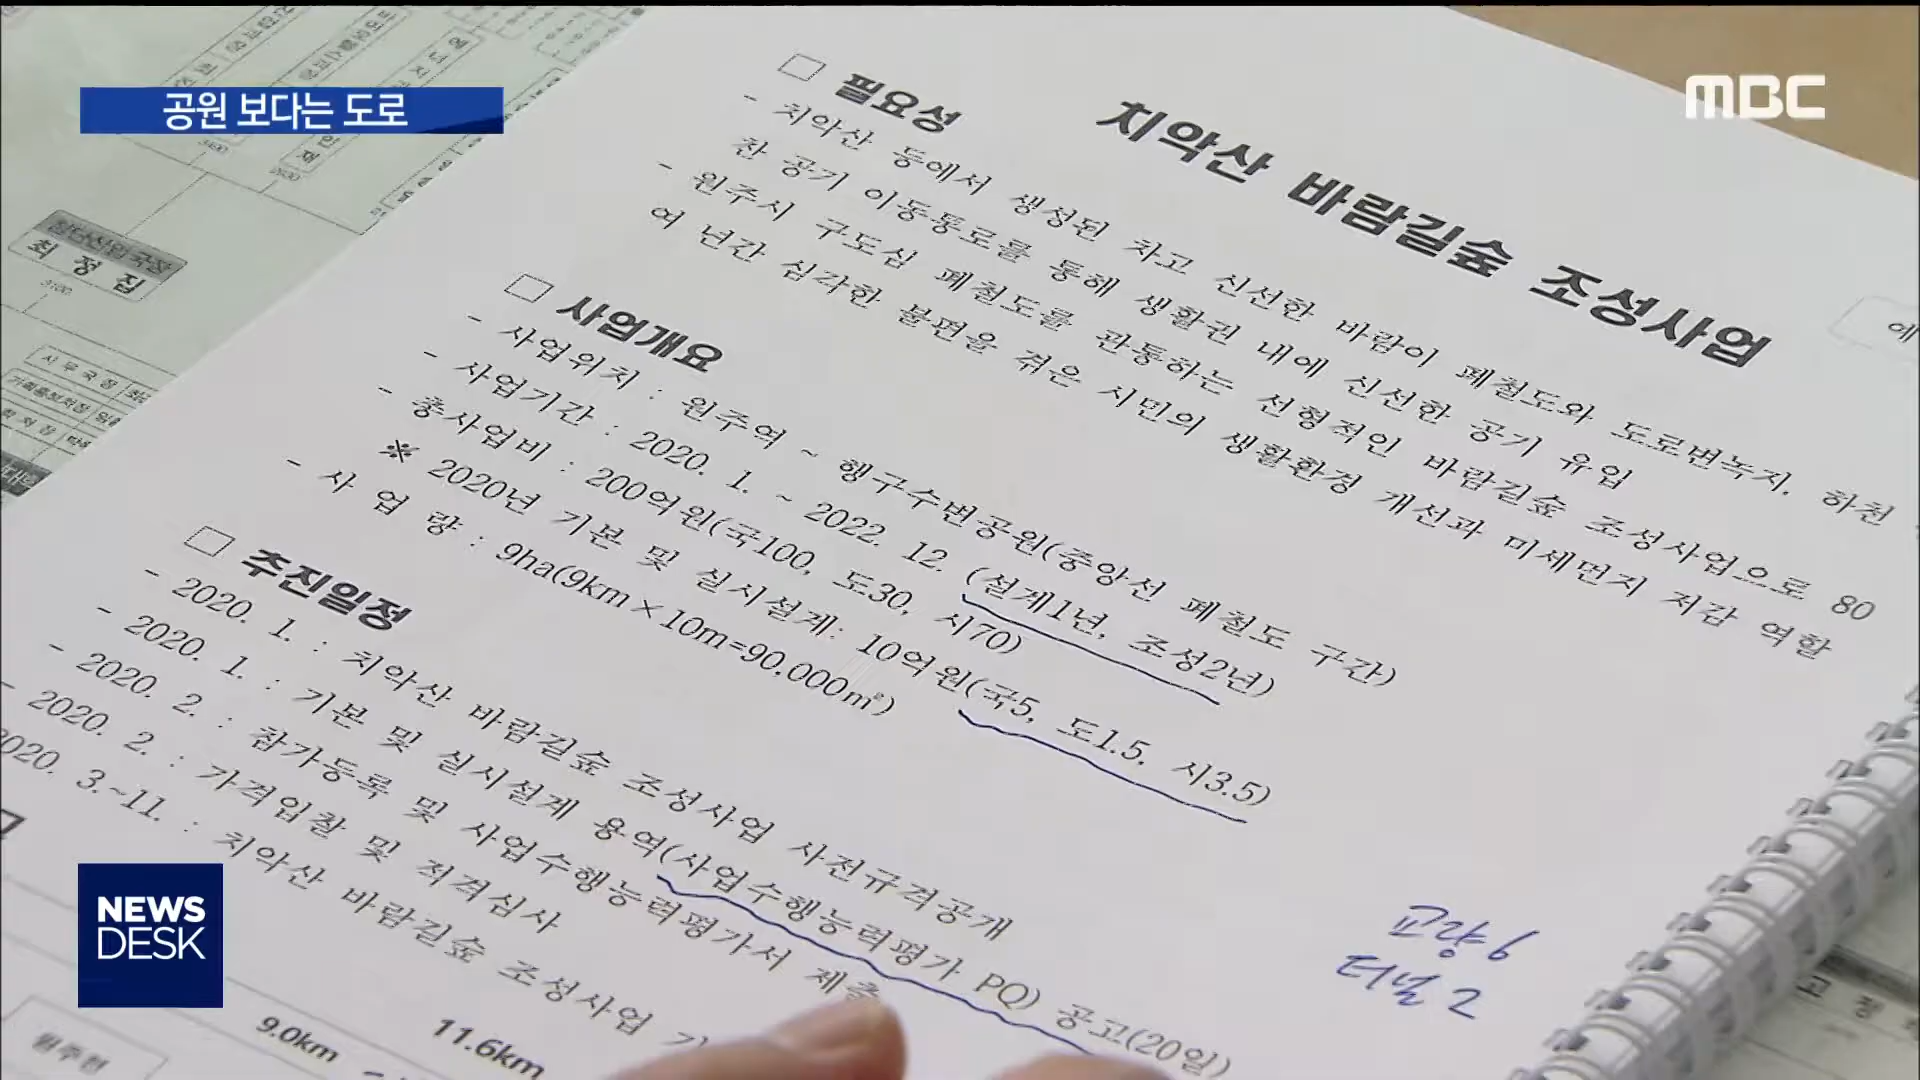 공원 보다는 도로
MBC
치악산 바람길숲 조성사업
□ 필요성
- 치악산 등에서 생성된 차고 신선한 바람이 폐철도와 도로변녹지, 하천
찬 공기 이동통로를 통해 생활권 내에 신선한 공기 유입
- 원주시 구도심 폐철도를 관통하는 선형적인 바람길숲 조성사업으로 80
여 년간 심각한 불편을 겪은 시민의 생활환경 개선과 미세먼지 저감 역할
□ 사업개요
- 사업위치 : 원주역 ~ 행구수변공원(중앙선 폐철도 구간)
- 사업기간 : 2020. 1. ~ 2022. 12. (설계1년, 조성2년)
- 총사업비 : 200억원(국100, 도30, 시70)
※ 2020년 기본 및 실시설계: 10억원(국5, 도1.5, 시3.5)
- 사 업 량 : 9ha(9km×10m=90,000㎡)
□ 추진일정
- 2020. 1. : 치악산 바람길숲 조성사업 사전규격공개
- 2020. 1. : 기본 및 실시설계 용역(사업수행능력평가 PQ) 공고(20일)
- 2020. 2. : 참가등록 및 사업수행능력평가서 제출
- 2020. 2. : 가격입찰 및 적격심사
2020. 3.~11. : 치악산 바람길숲 조성사업
교량 6
터널 2
최정집
사무국장
원주현
9.0km
11.6km
NEWS
DESK